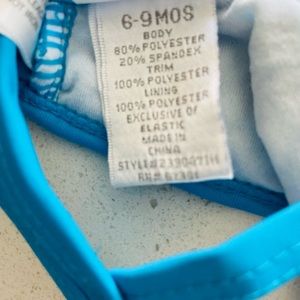 6-9MOS
BODY
80% POLYESTER
20% SPANDEX
TRIM
100% POLYESTER
LINING
100% POLYESTER
EXCLUSIVE OF
ELASTIC
MADE IN
CHINA